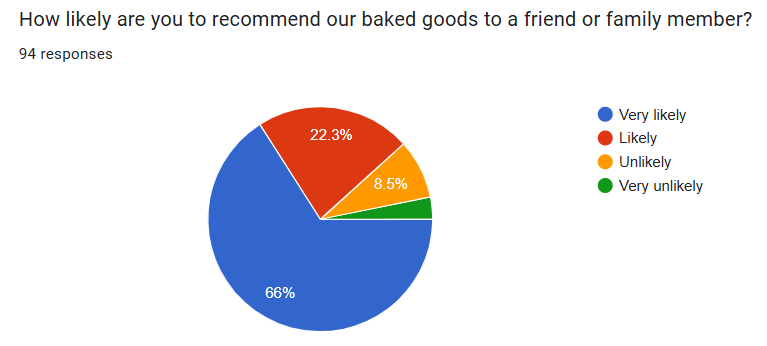 How likely are you to recommend our baked goods to a friend or family member?
94 responses
22.3%
8.5%
66%
Very likely
Likely
Unlikely
Very unlikely